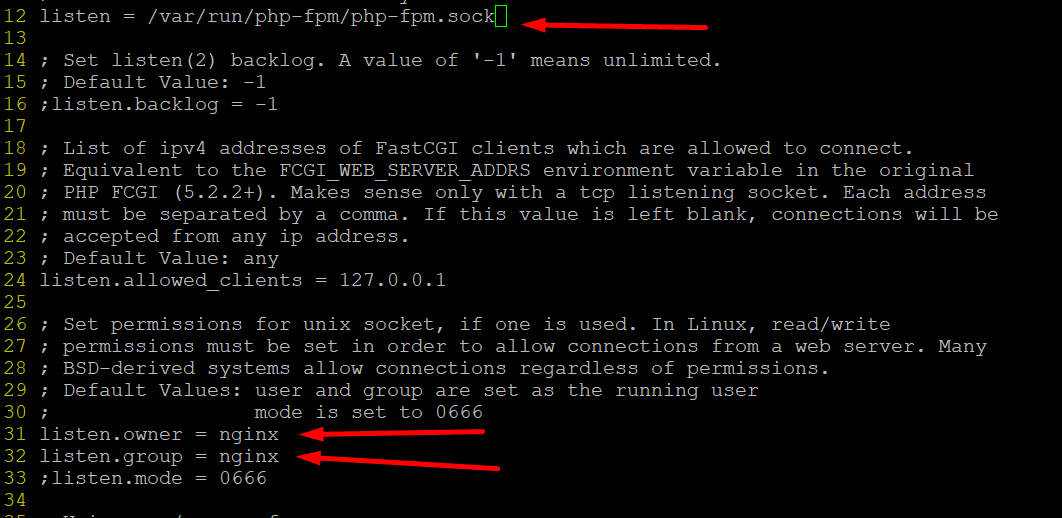 12 listen = /var/run/php-fpm/php-fpm.sock
13
14 ; Set listen(2) backlog. A value of '-1' means unlimited.
15 ; Default Value: -1
16 ;listen.backlog = -1
17
18 ; List of ipv4 addresses of FastCGI clients which are allowed to connect.
19 ; Equivalent to the FCGI_WEB_SERVER_ADDRS environment variable in the original
20 ; PHP FCGI (5.2.2+). Makes sense only with a tcp listening socket. Each address
21 ; must be separated by a comma. If this value is left blank, connections will be
22 ; accepted from any ip address.
23 ; Default Value: any
24 listen.allowed_clients = 127.0.0.1
25
26 ; Set permissions for unix socket, if one is used. In Linux, read/write
27 ; permissions must be set in order to allow connections from a web server. Many
28 ; BSD-derived systems allow connections regardless of permissions.
29 ; Default Values: user and group are set as the running user
30 ;                 mode is set to 0666
31 listen.owner = nginx
32 listen.group = nginx
33 ;listen.mode = 0666
34